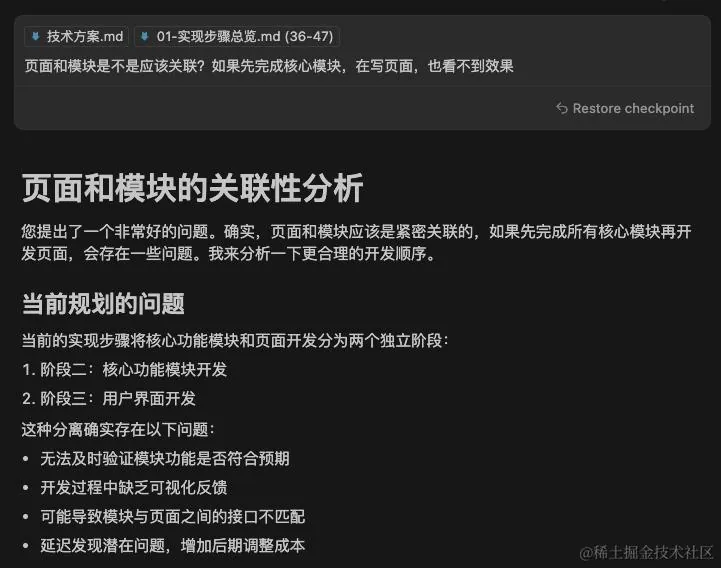 技术方案.md 01-实现步骤总览.md (36-47)
页面和模块是不是应该关联？如果先完成核心模块，在写页面，也看不到效果
Restore checkpoint
页面和模块的关联性分析
您提出了一个非常好的问题。确实，页面和模块应该是紧密关联的，如果先完成所有核心模块再开
发页面，会存在一些问题。我来分析一下更合理的开发顺序。
当前规划的问题
当前的实现步骤将核心功能模块和页面开发分为两个独立阶段：
1. 阶段二：核心功能模块开发
2. 阶段三：用户界面开发
这种分离确实存在以下问题：
• 无法及时验证模块功能是否符合预期
• 开发过程中缺乏可视化反馈
• 可能导致模块与页面之间的接口不匹配
• 延迟发现潜在问题，增加后期调整成本
@稀土掘金技术社区